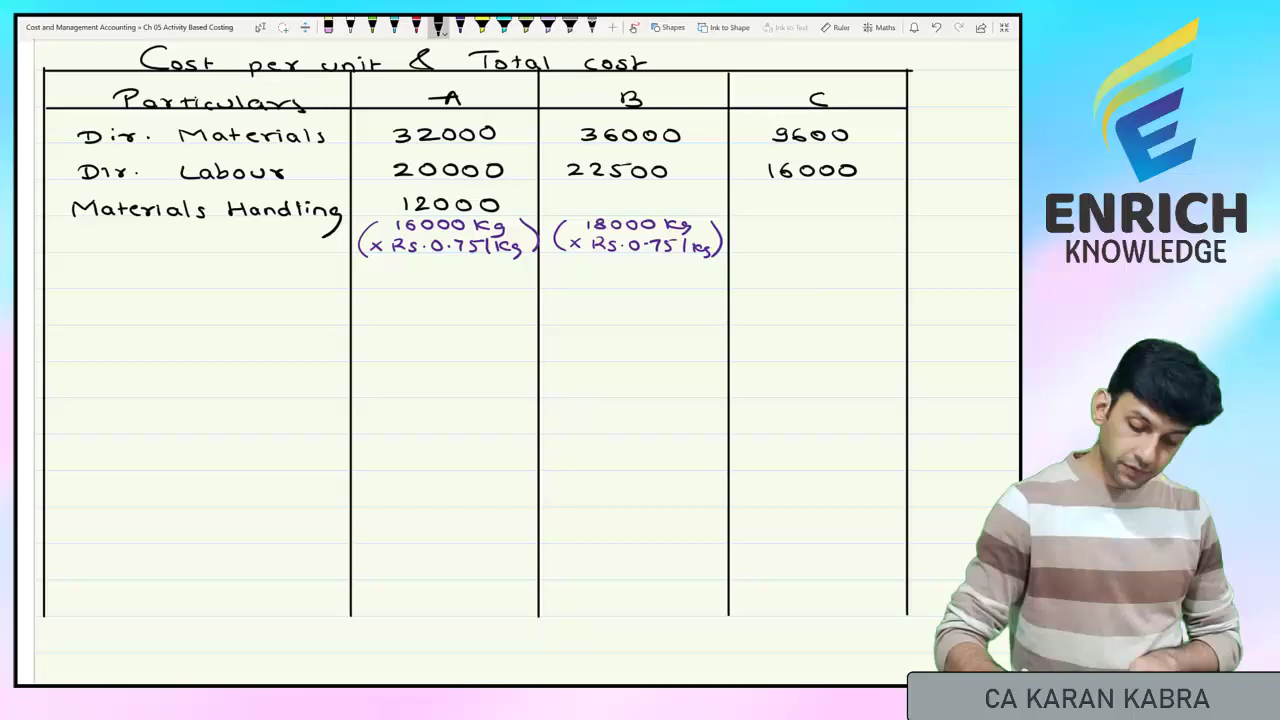 Cost and Management Accounting » Ch 05 Activity Based Costing
Shapes Ink to Shape Ink to Text Ruler Maths
Cost per unit & Total cost
Particulars A B C
Dir. Materials 32000 36000 9600
Dir. Labour 20000 22500 16000
Materials Handling 12000
(16000 Kg (18000 Kg
x Rs.0.75/Kg) x Rs.0.75/Kg)
ENRICH
KNOWLEDGE
CA KARAN KABRA